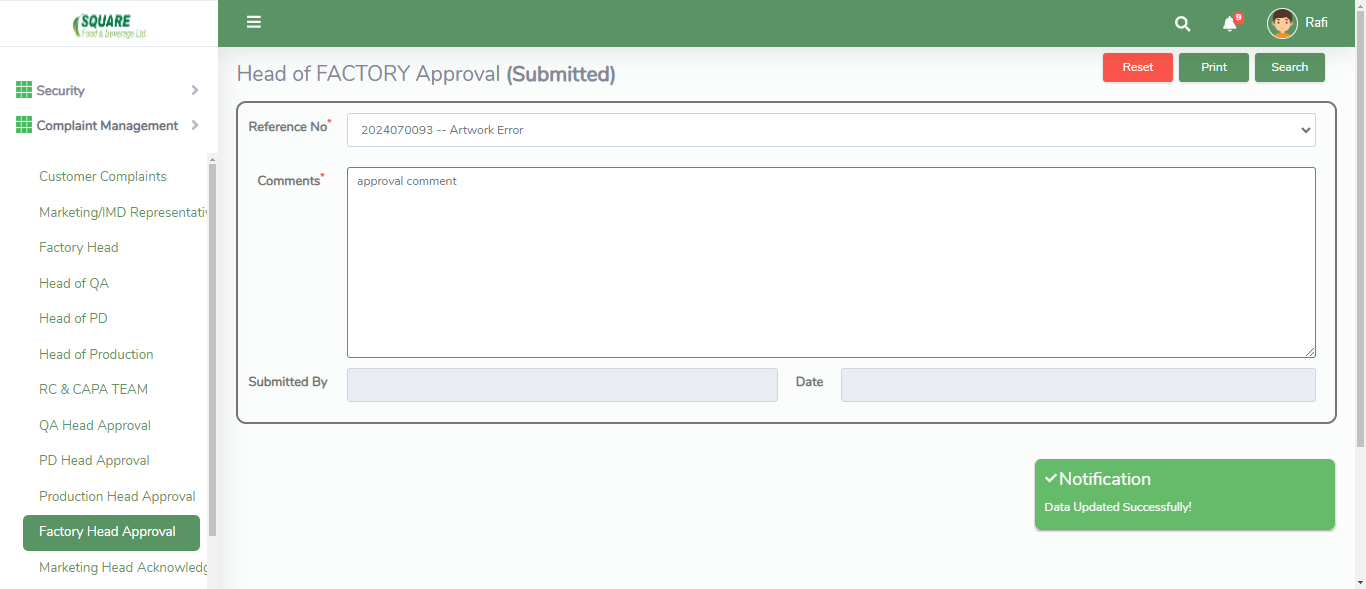 SQUARE
Food & Beverage Ltd.
9
Rafi
Security
Complaint Management
Customer Complaints
Marketing/IMD Representativ
Factory Head
Head of QA
Head of PD
Head of Production
RC & CAPA TEAM
QA Head Approval
PD Head Approval
Production Head Approval
Factory Head Approval
Marketing Head Acknowledg
Head of FACTORY Approval (Submitted)
Reset
Print
Search
Reference No*
2024070093 -- Artwork Error
Comments*
approval comment
Submitted By
Date
Notification
Data Updated Successfully!